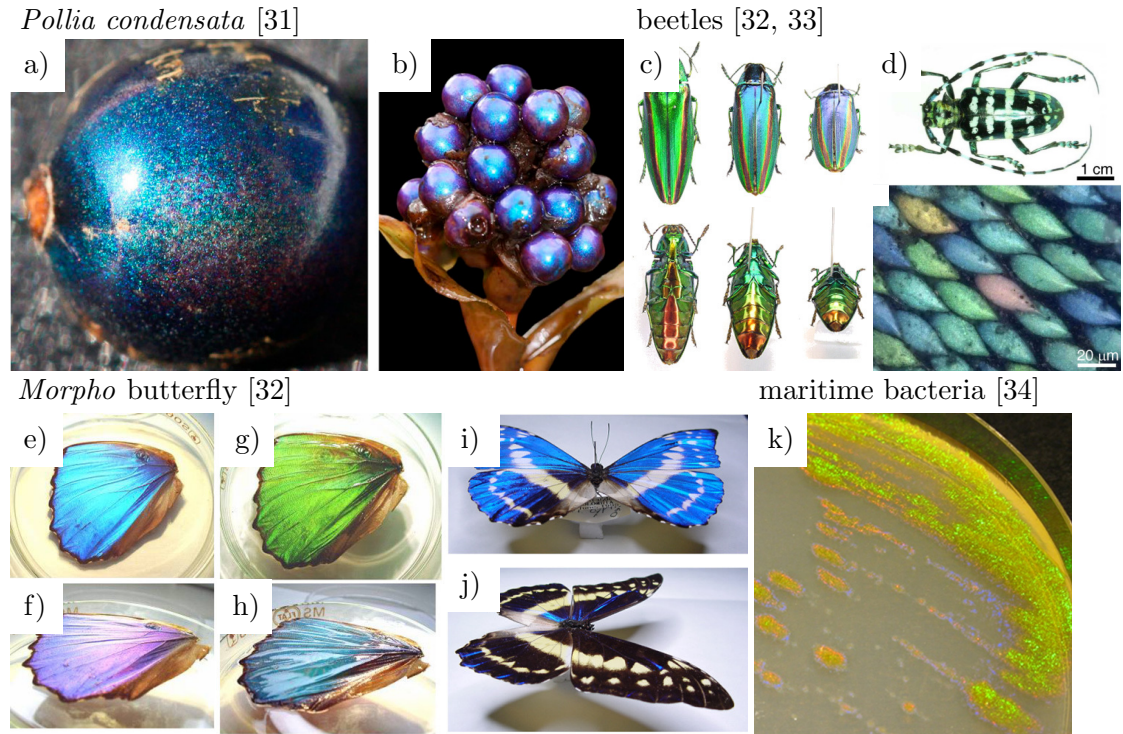 Pollia condensata [31]
beetles [32, 33]
a)
b)
c)
d)
1 cm
20 μm
Morpho butterfly [32]
maritime bacteria [34]
e)
g)
i)
k)
f)
h)
j)